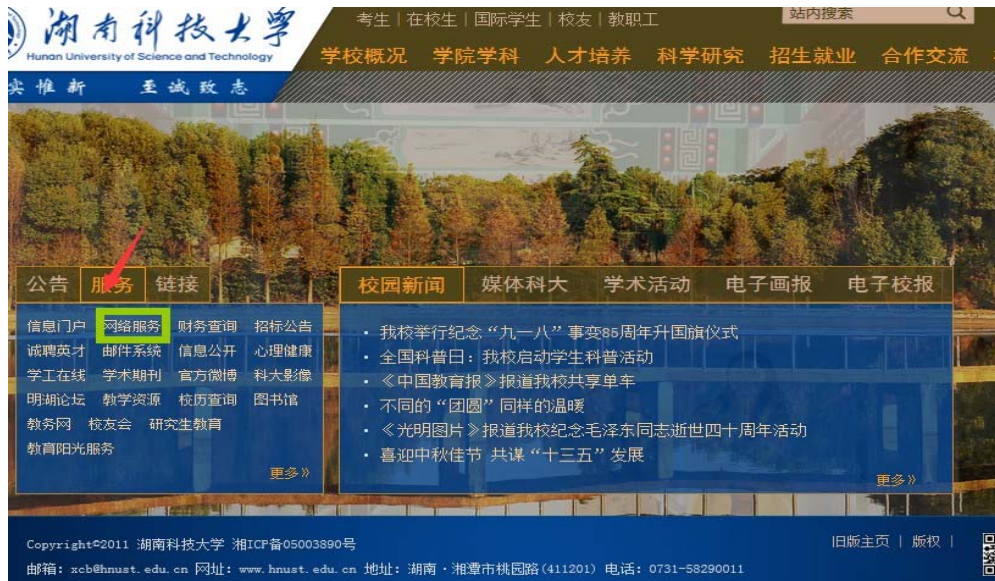 湖南科技大学
Hunan University of Science and Technology
考生 | 在校生 | 国际学生 | 校友 | 教职工
站内搜索
学校概况 学院学科 人才培养 科学研究 招生就业 合作交流
实惟新 至诚致志
公告 服务 链接
信息门户 网络服务 财务查询 招标公告
诚聘英才 邮件系统 信息公开 心理健康
学工在线 学术期刊 官方微博 科大影像
明湖论坛 教学资源 校历查询 图书馆
教务网 校友会 研究生教育
教育阳光服务
更多》
校园新闻 媒体科大 学术活动 电子画报 电子校报
· 我校举行纪念“九一八”事变85周年升国旗仪式
· 全国科普日：我校启动学生科普活动
· 《中国教育报》报道我校共享单车
· 不同的“团圆”同样的温暖
· 《光明图片》报道我校纪念毛泽东同志逝世四十周年活动
· 喜迎中秋佳节 共谋“十三五”发展
更多》
Copyright©2011 湖南科技大学 湘ICP备05003890号
旧版主页 | 版权 |
邮箱: xcb@hnust.edu.cn 网址: www.hnust.edu.cn 地址: 湖南·湘潭市桃园路(411201) 电话: 0731-58290011